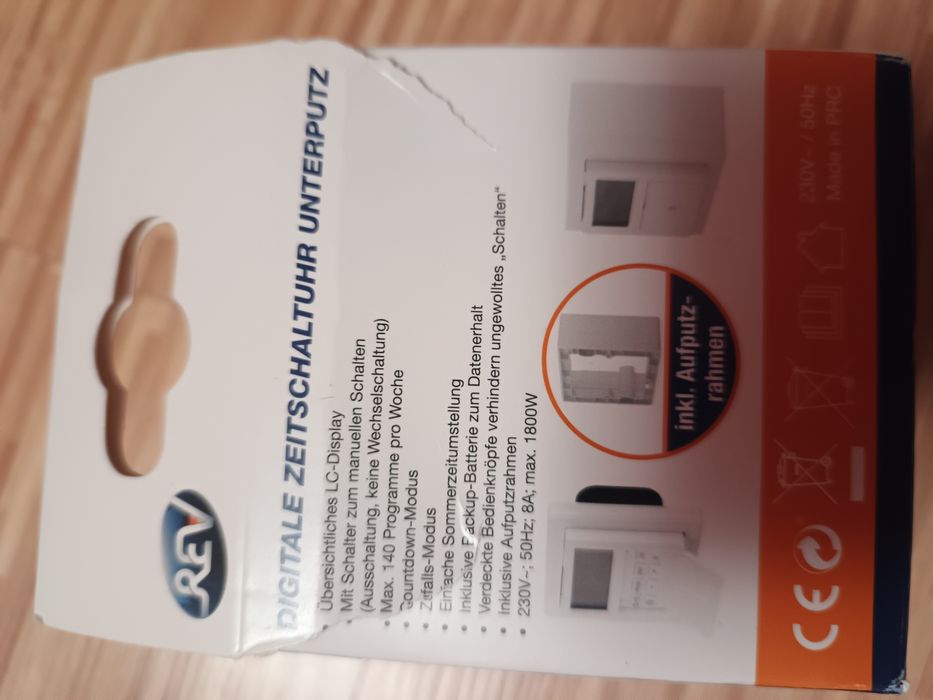 REV
DIGITALE ZEITSCHALTUHR UNTERPUTZ
• Übersichtliches LC-Display
• Mit Schalter zum manuellen Schalten
(Ausschaltung, keine Wechselschaltung)
• Max. 140 Programme pro Woche
• Countdown-Modus
• Zufalls-Modus
• Einfache Sommerzeitumstellung
• Inklusive Backup-Batterie zum Datenerhalt
• Verdeckte Bedienknöpfe verhindern ungewolltes „Schalten“
• Inklusive Aufputzrahmen
• 230V~; 50Hz; 8A; max. 1800W
inkl. Aufputz-
rahmen
CE
230V~ / 50Hz
Made in PRC